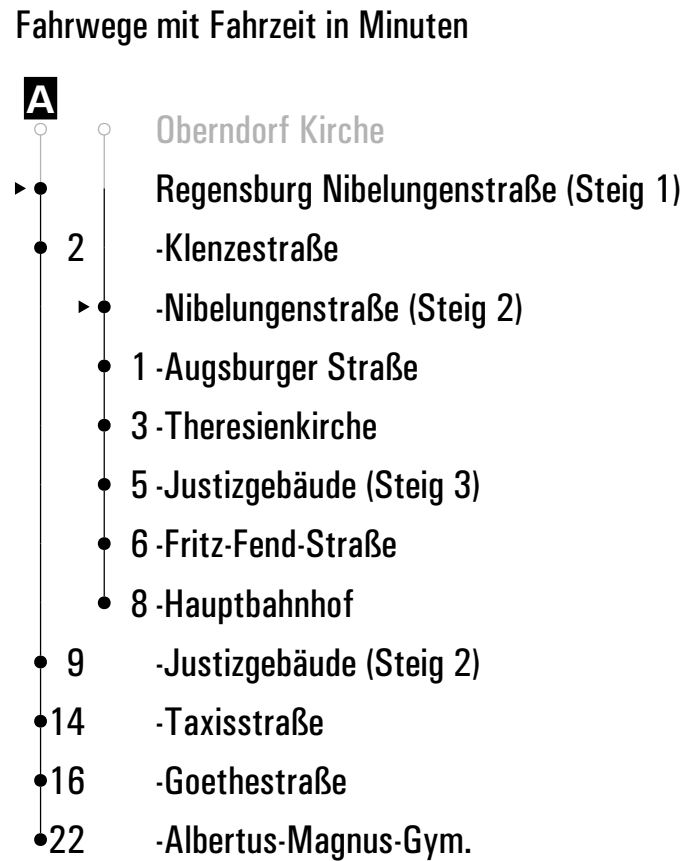 Fahrwege mit Fahrzeit in Minuten
A
Oberndorf Kirche
Regensburg Nibelungenstraße (Steig 1)
2 -Klenzestraße
-Nibelungenstraße (Steig 2)
1 -Augsburger Straße
3 -Theresienkirche
5 -Justizgebäude (Steig 3)
6 -Fritz-Fend-Straße
8 -Hauptbahnhof
9 -Justizgebäude (Steig 2)
14 -Taxisstraße
16 -Goethestraße
22 -Albertus-Magnus-Gym.